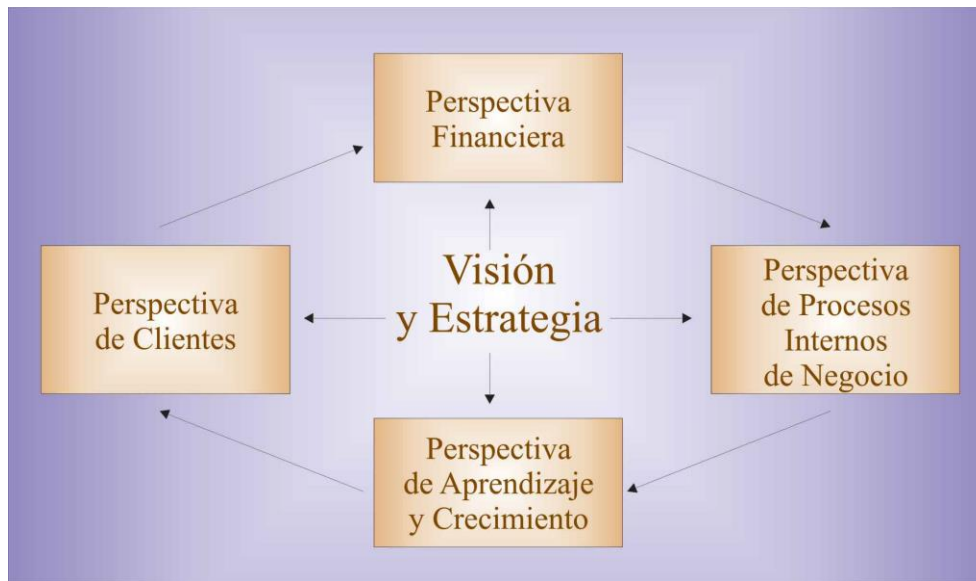 Perspectiva
Financiera
Perspectiva
de Clientes
Visión
y Estrategia
Perspectiva
de Procesos
Internos
de Negocio
Perspectiva
de Aprendizaje
y Crecimiento